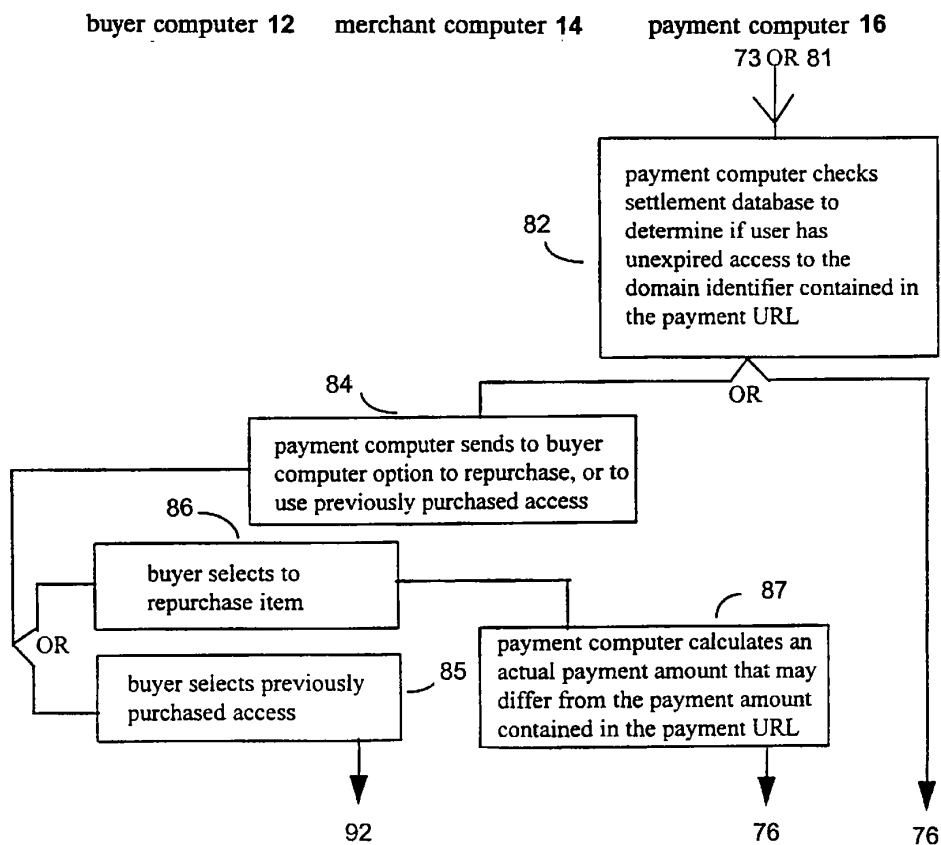 buyer computer 12 merchant computer 14 payment computer 16
73 OR 81
payment computer checks
settlement database to
determine if user has
unexpired access to the
domain identifier contained in
the payment URL
82
OR
84
payment computer sends to buyer
computer option to repurchase, or to
use previously purchased access
86
buyer selects to
repurchase item
OR
87
payment computer calculates an
actual payment amount that may
differ from the payment amount
contained in the payment URL
buyer selects previously
purchased access
85
92
76
76